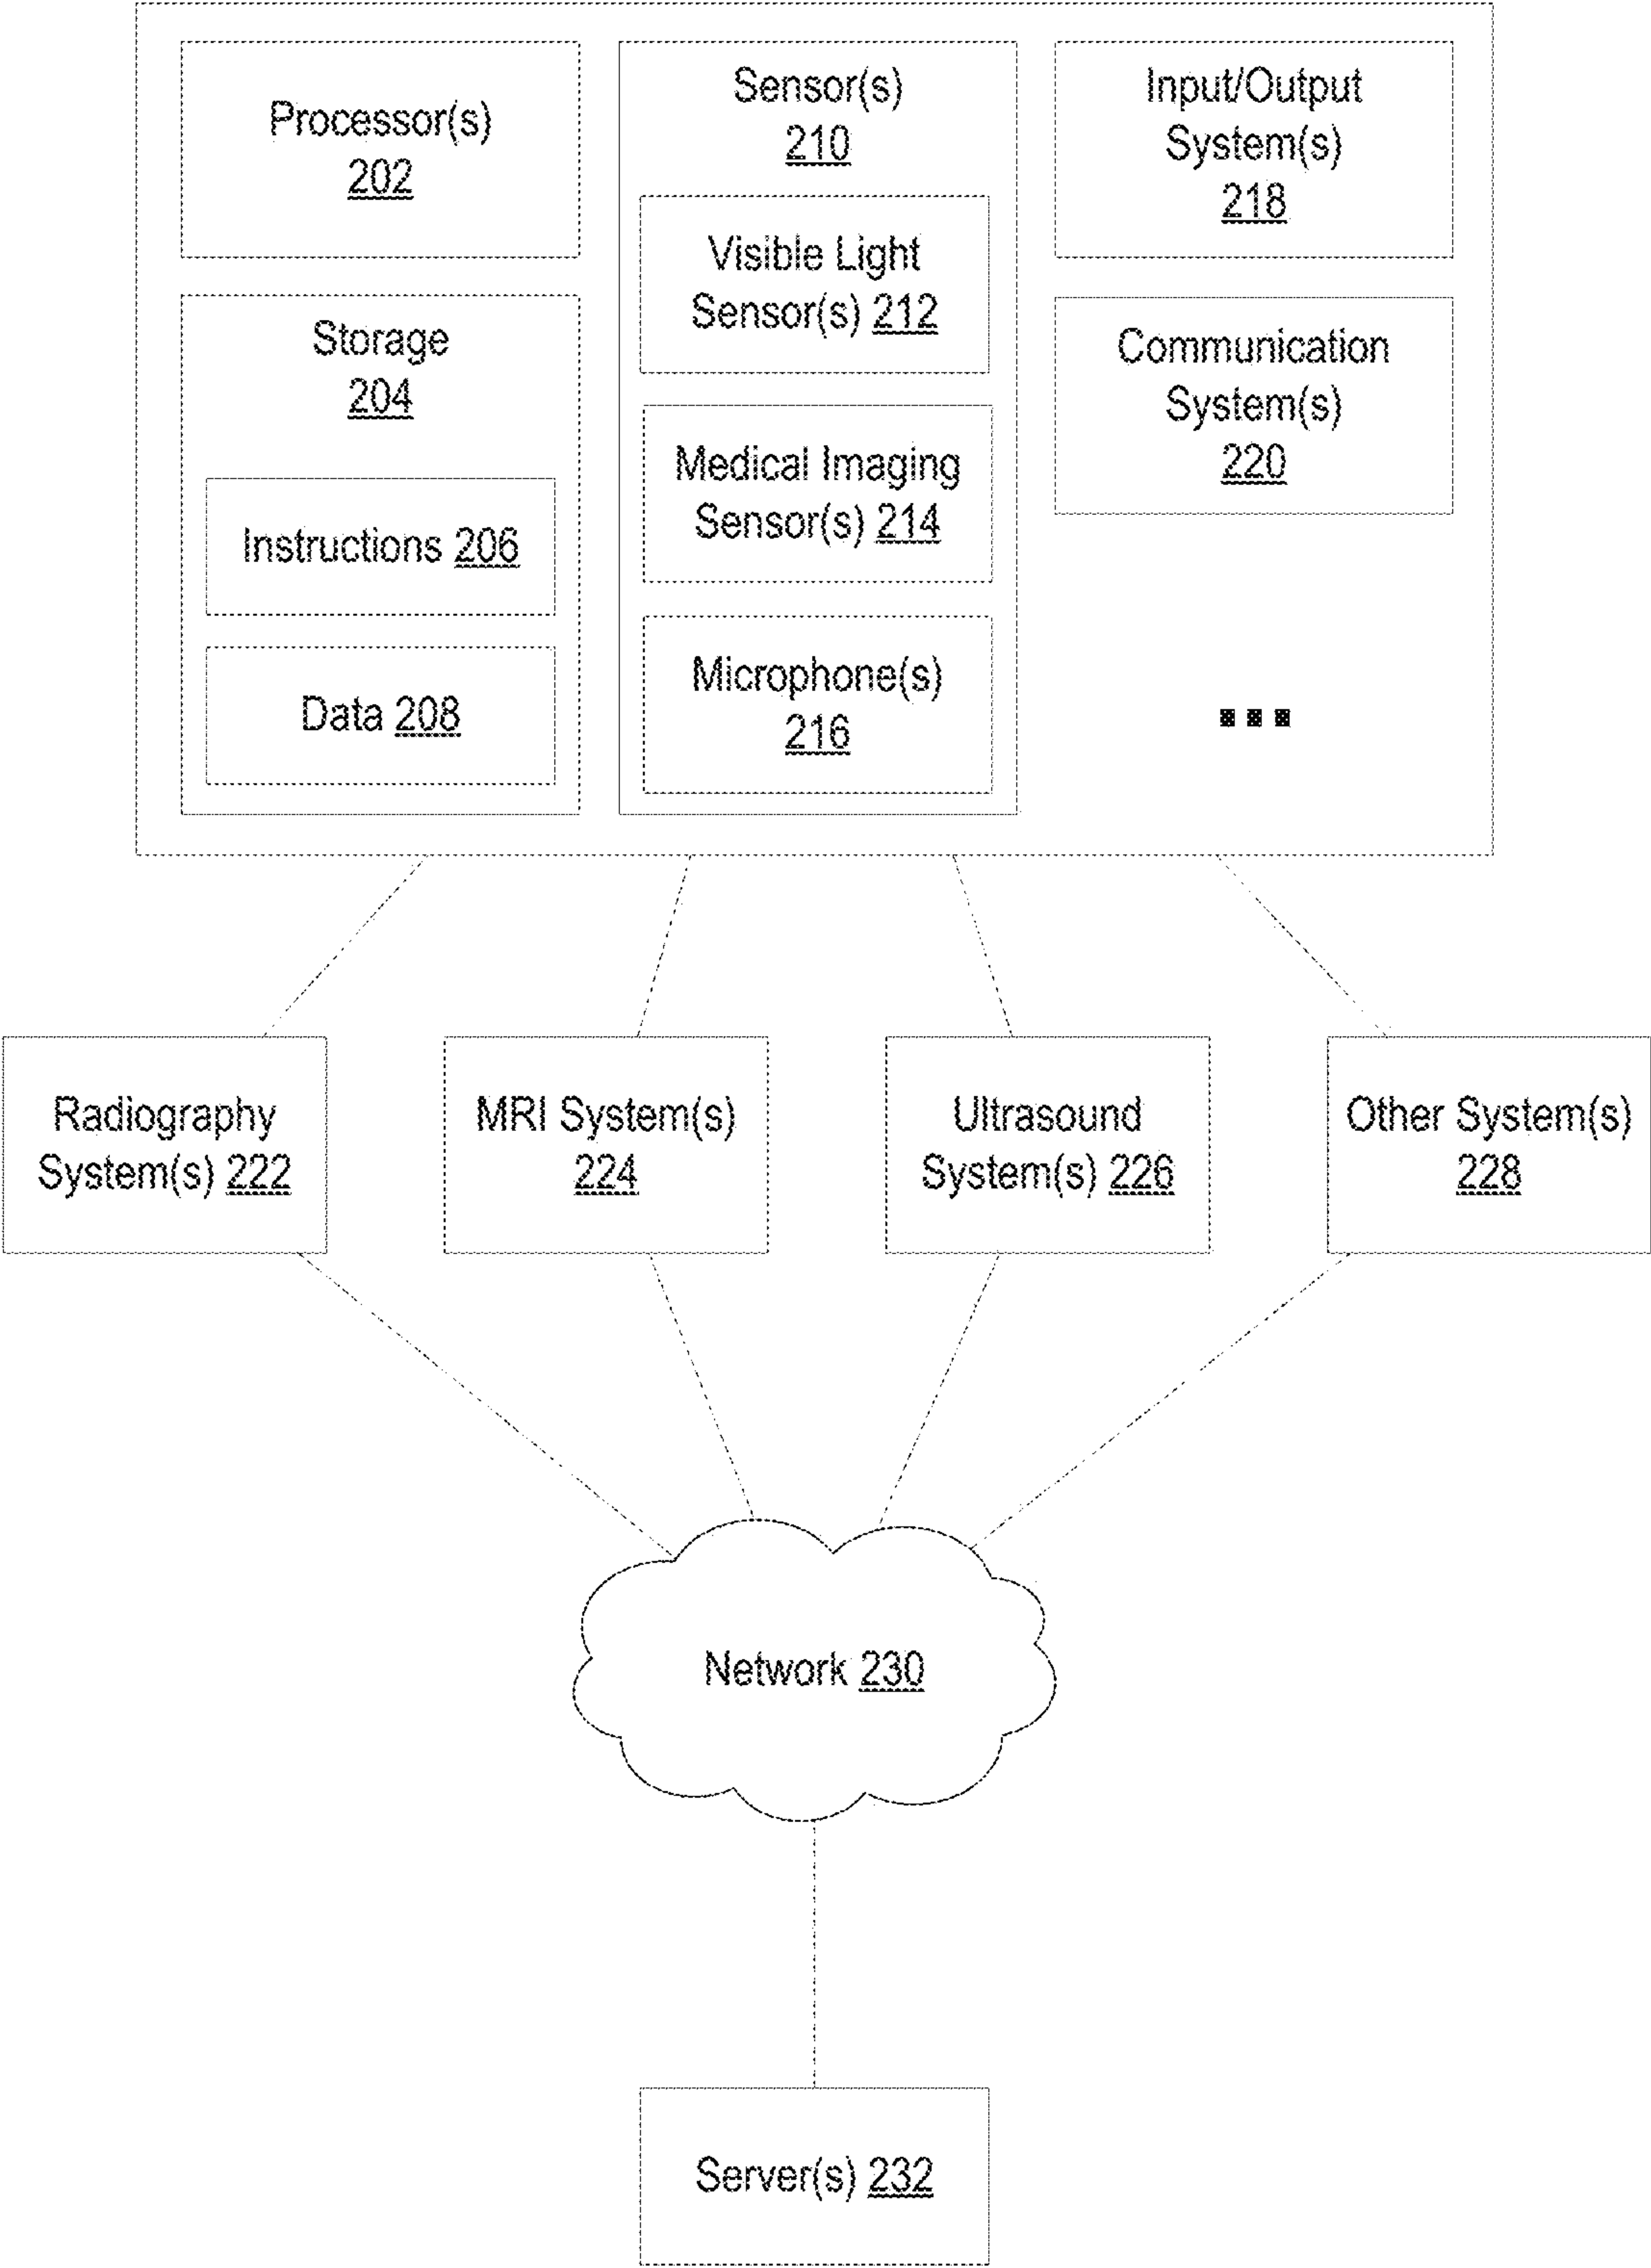 Processor(s)
202
Storage
204
Instructions 206
Data 208
Sensor(s)
210
Visible Light
Sensor(s) 212
Medical Imaging
Sensor(s) 214
Microphone(s)
216
Input/Output
System(s)
218
Communication
System(s)
220
Radiography
System(s) 222
MRI System(s)
224
Ultrasound
System(s) 226
Other System(s)
228
Network 230
Server(s) 232